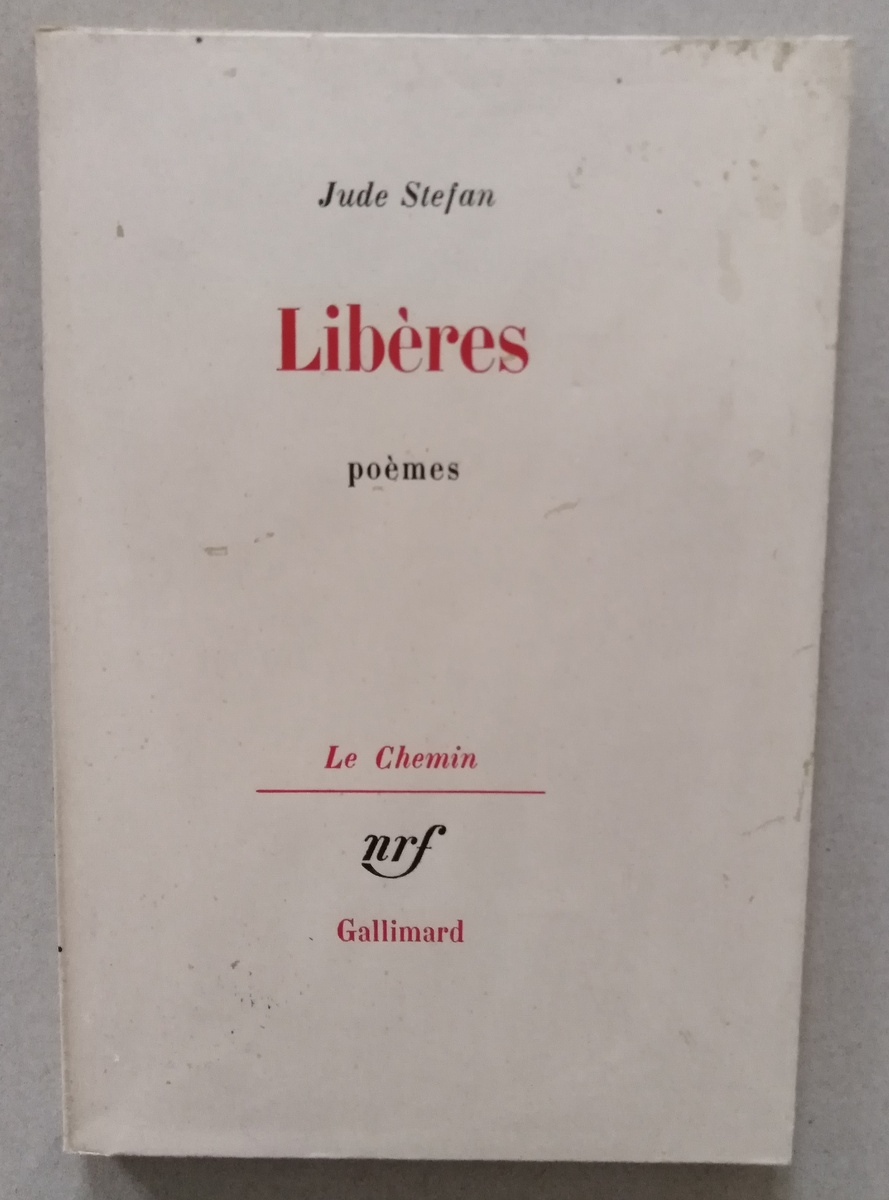 Jude Stefan
Libères
poèmes
Le Chemin
nrf
Gallimard